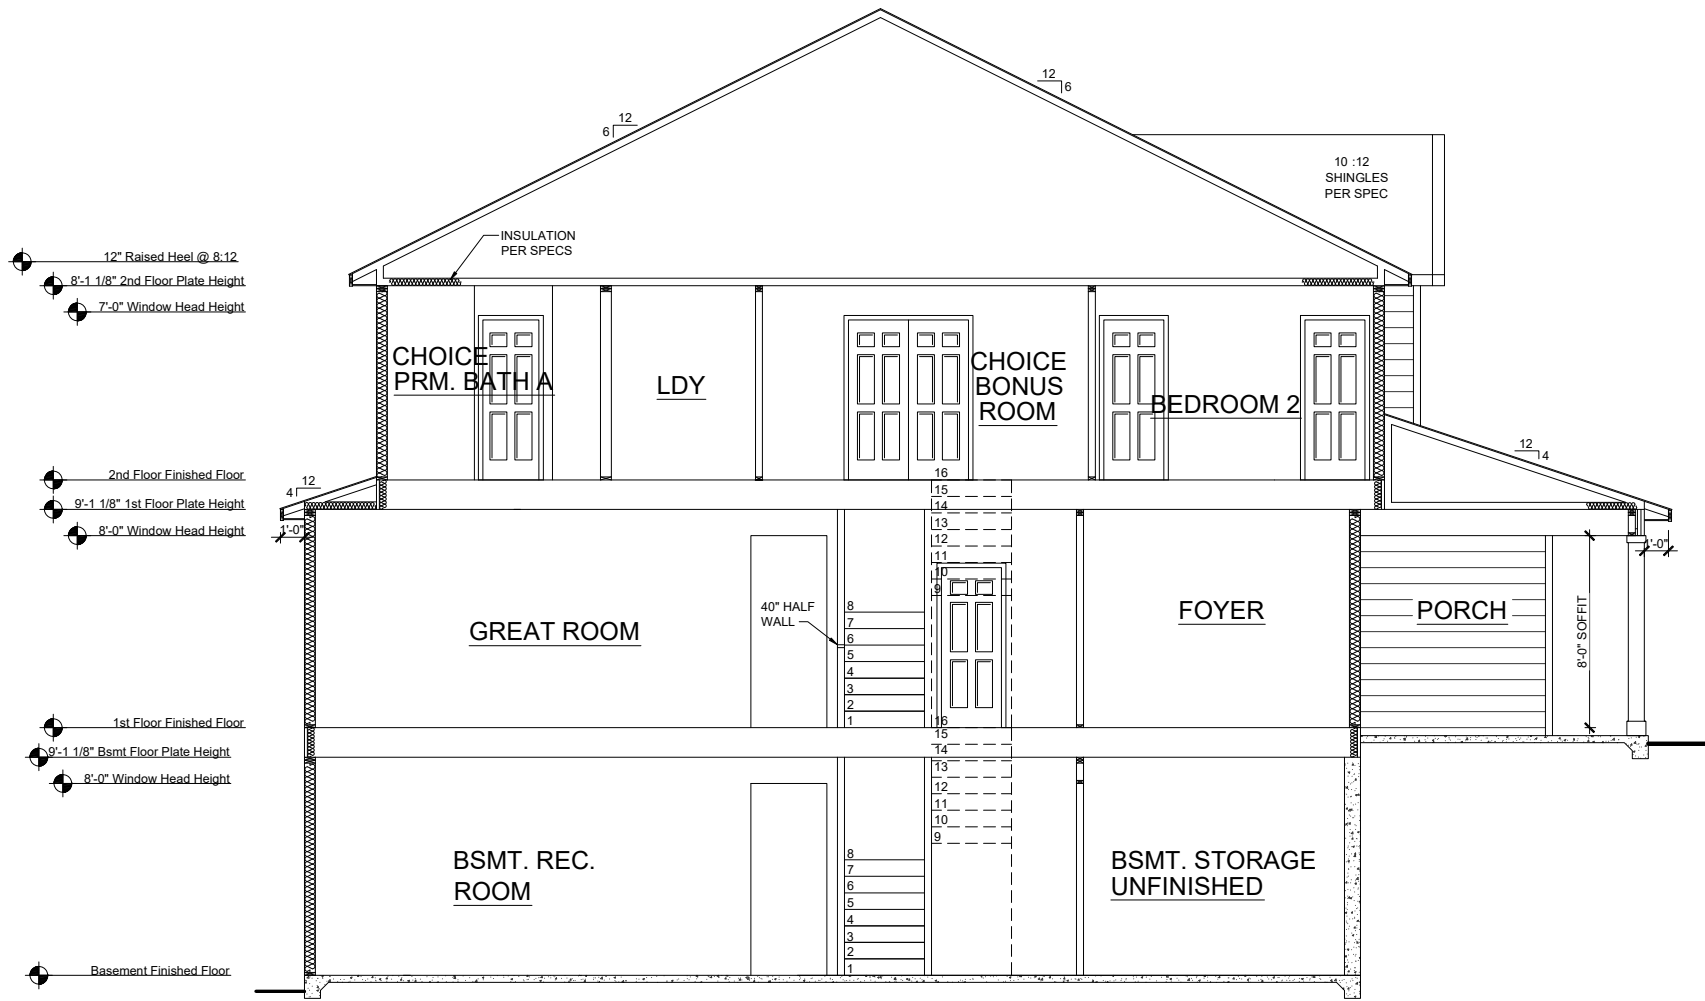 12
6
12
6
10 :12
SHINGLES
PER SPEC
INSULATION
PER SPECS
12" Raised Heel @ 8:12
8'-1 1/8" 2nd Floor Plate Height
7'-0" Window Head Height
CHOICE
PRM. BATH A
LDY
CHOICE
BONUS
ROOM
BEDROOM 2
12
4
2nd Floor Finished Floor
12
4
9'-1 1/8" 1st Floor Plate Height
8'-0" Window Head Height
1'-0"
1'-0"
16
15
14
13
12
11
10
9
40" HALF
WALL
8
7
6
5
4
3
2
1
GREAT ROOM
FOYER
PORCH
8'-0" SOFFIT
1st Floor Finished Floor
9'-1 1/8" Bsmt Floor Plate Height
8'-0" Window Head Height
16
15
14
13
12
11
10
9
8
7
6
5
4
3
2
1
BSMT. REC.
ROOM
BSMT. STORAGE
UNFINISHED
Basement Finished Floor